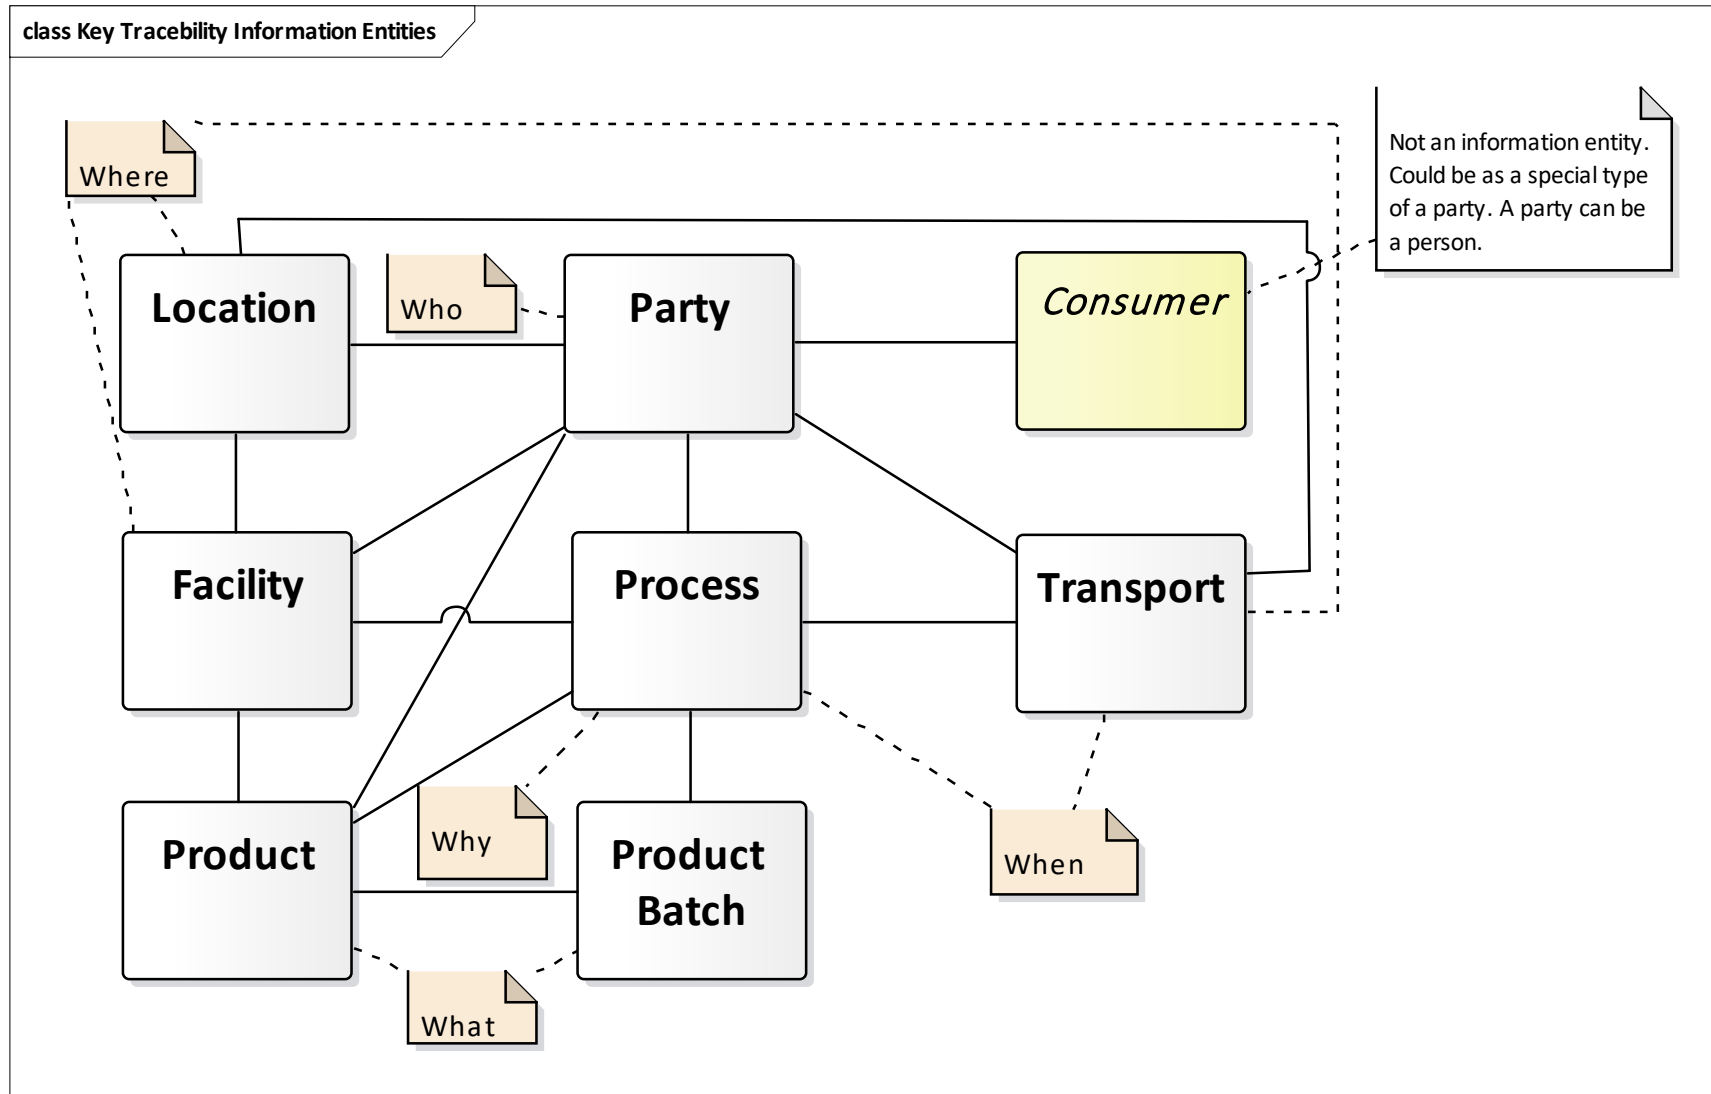 class Key Tracebility Information Entities
Not an information entity.
Could be as a special type
of a party. A party can be
a person.
Where
Location
Who
Party
Consumer
Facility
Process
Transport
Product
Why
Product
Batch
When
What